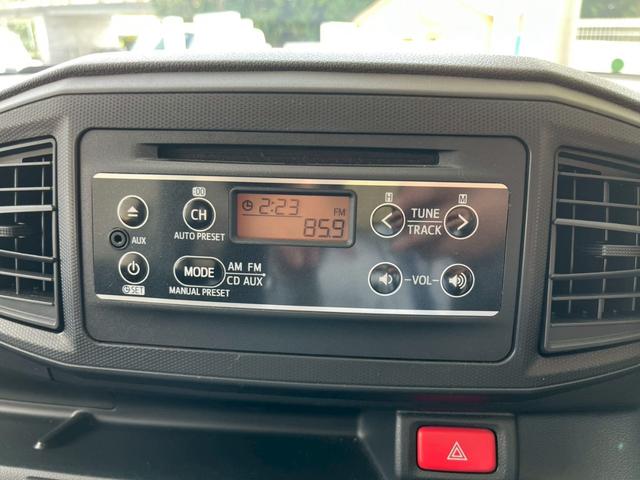 :00
H
M
CH
2:23
FM
85.9
TUNE
TRACK
AUTO PRESET
AUX
MODE
AM FM
CD AUX
VOL
SET
MANUAL PRESET